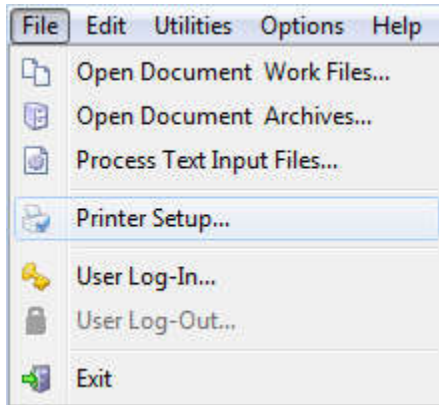 File Edit Utilities Options Help
Open Document Work Files...
Open Document Archives...
Process Text Input Files...
Printer Setup...
User Log-In...
User Log-Out...
Exit